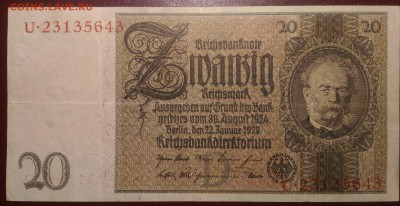 COINS.LAVE.RU
20
U·23135643
Reichsbanknote
Zwanzig
Reichsmark
Ausgegeben auf Grund des Bank
gesetzes vom 30. August 1924
Berlin, den 22. Januar 1929
Reichsbankdirektorium
20
U·23135643